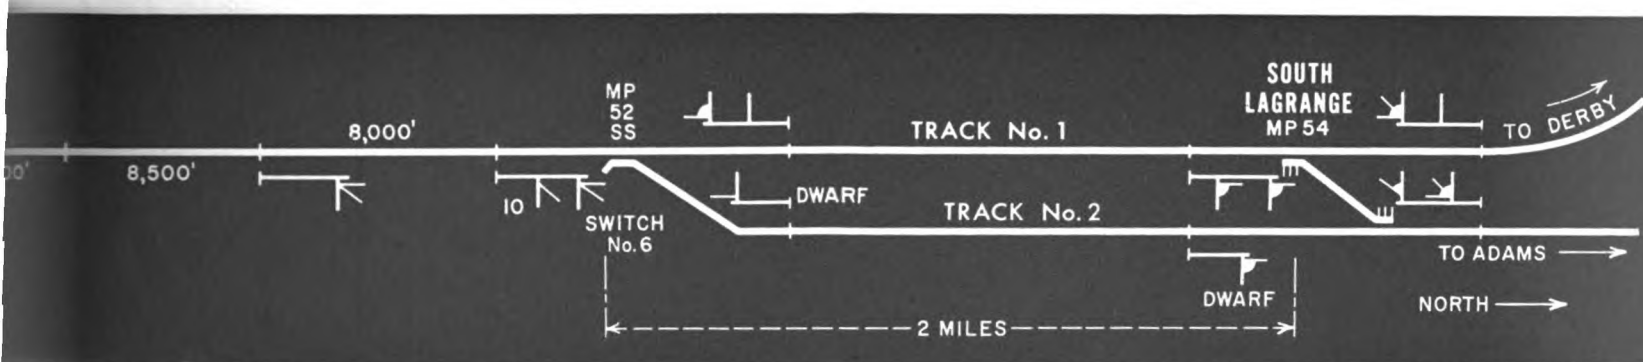 MP
52
SS
SOUTH
LAGRANGE
MP 54
8,000'
TRACK No. 1
TO DERBY
00'
8,500'
10
DWARF
TRACK No. 2
SWITCH
No. 6
TO ADAMS
DWARF
NORTH
2 MILES